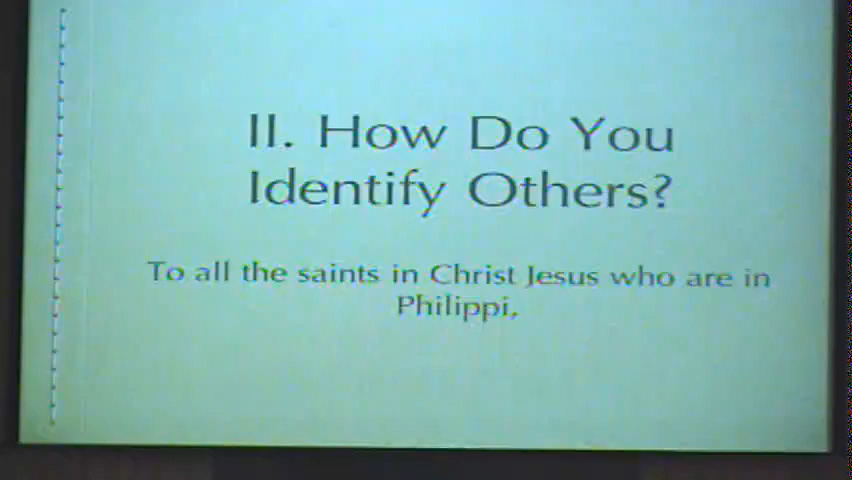 II. How Do You
Identify Others?
To all the saints in Christ Jesus who are in
Philippi,